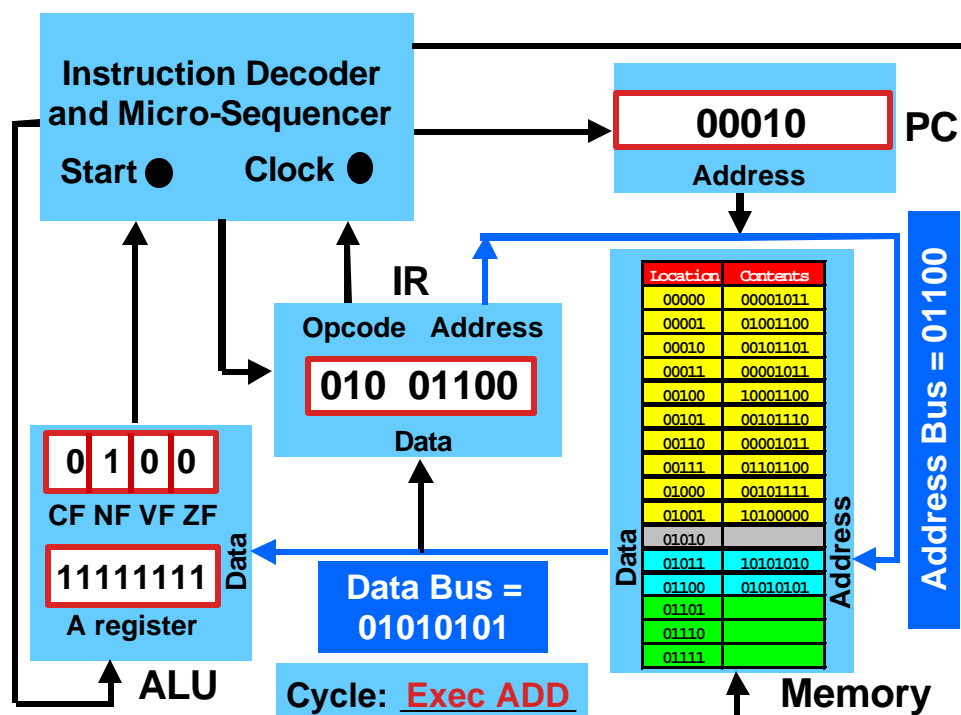 Instruction Decoder
and Micro-Sequencer
Start
Clock
00010
PC
Address
IR
Opcode Address
010 01100
Data
0 1 0 0
CF NF VF ZF
11111111
A register
Data
ALU
Data Bus =
01010101
Cycle: Exec ADD
Location Contents
00000 00001011
00001 01001100
00010 00101101
00011 00001011
00100 10001100
00101 00101110
00110 00001011
00111 01101100
01000 00101111
01001 10100000
01010
01011 10101010
01100 01010101
01101
01110
01111
Data
Address
Memory
Address Bus = 01100